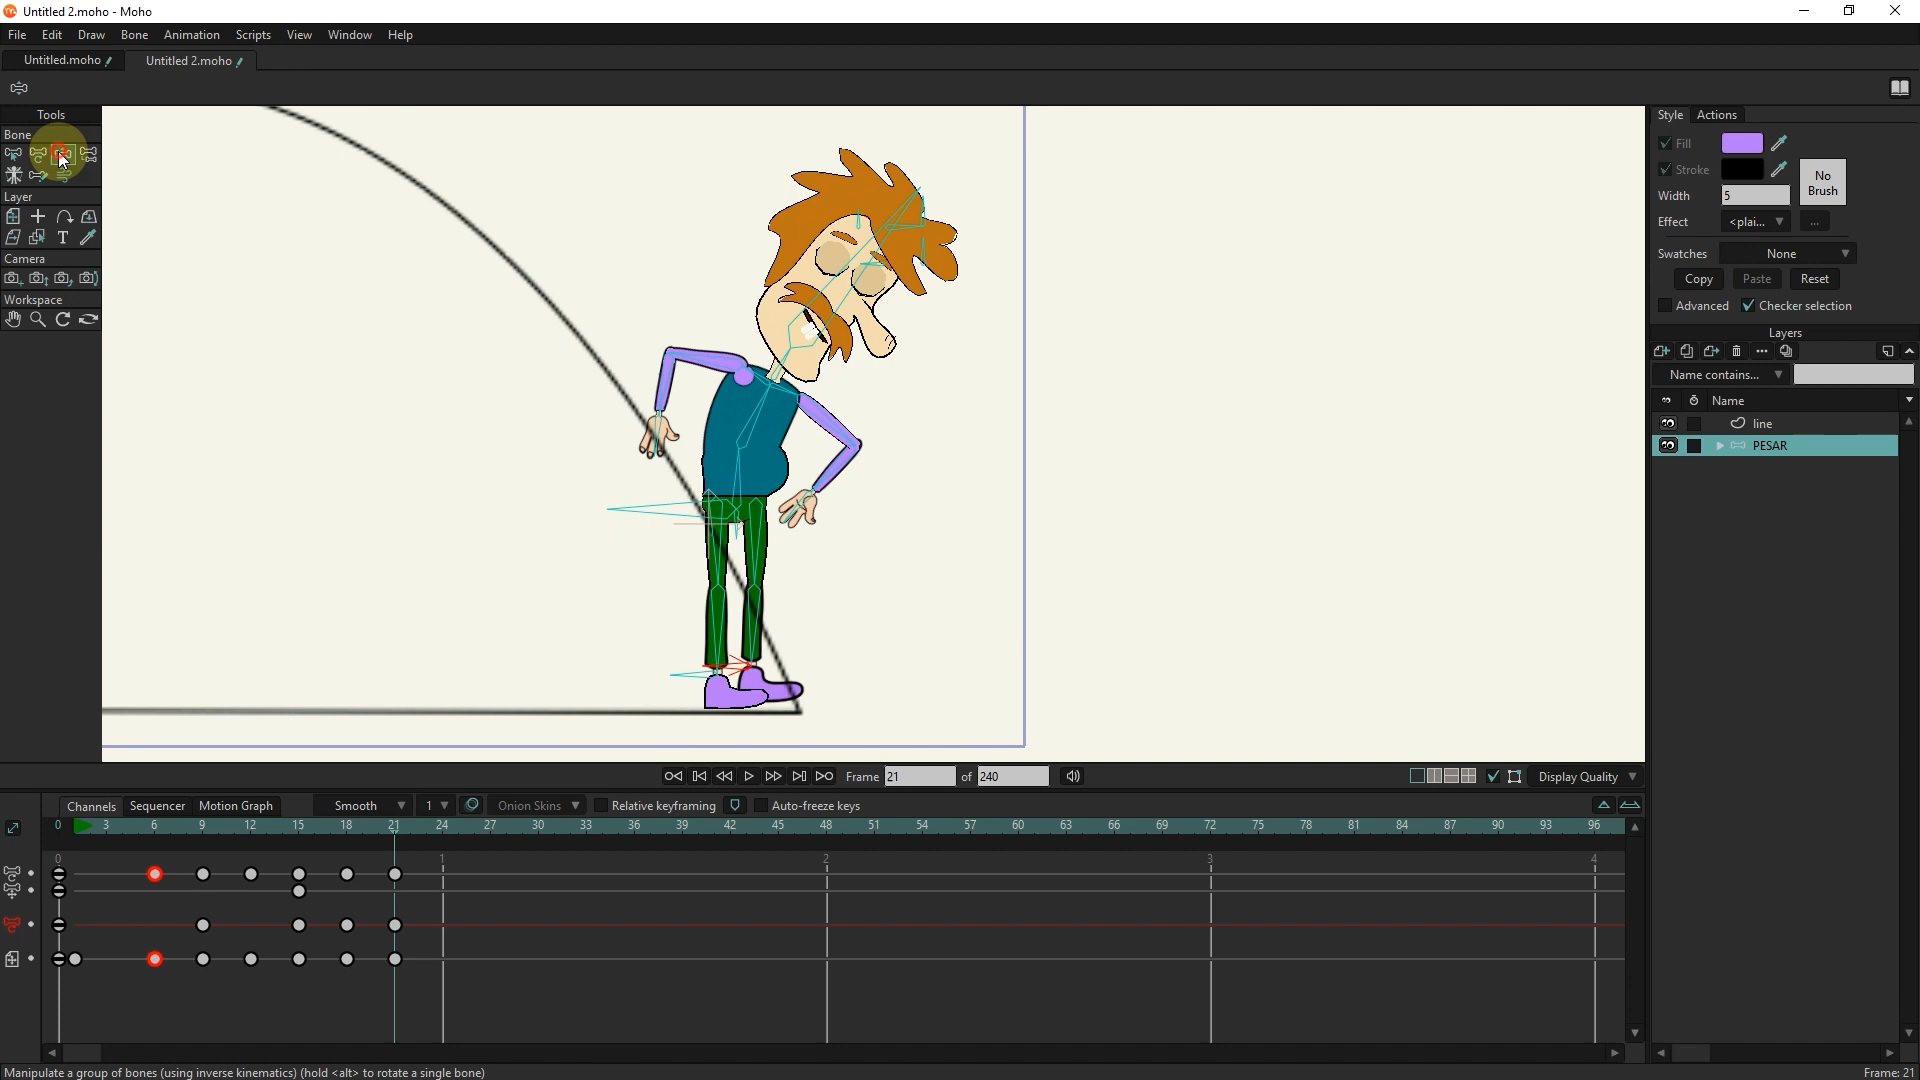 Untitled 2.moho - Moho
File Edit Draw Bone Animation Scripts View Window Help
Untitled.moho Untitled 2.moho
Tools
Bone
Layer
Camera
Workspace
Style Actions
Fill
Stroke
No Brush
Width 5
Effect <plai... ...
Swatches None
Copy Paste Reset
Advanced Checker selection
Layers
Name contains...
Name
line
PESAR
Frame 21 of 240 Display Quality
Channels Sequencer Motion Graph Smooth 1 Onion Skins Relative keyframing Auto-freeze keys
0 3 6 9 12 15 18 21 24 27 30 33 36 39 42 45 48 51 54 57 60 63 66 69 72 75 78 81 84 87 90 93 96
0 1 2 3 4
Manipulate a group of bones (using inverse kinematics) (hold <alt> to rotate a single bone) Frame: 21